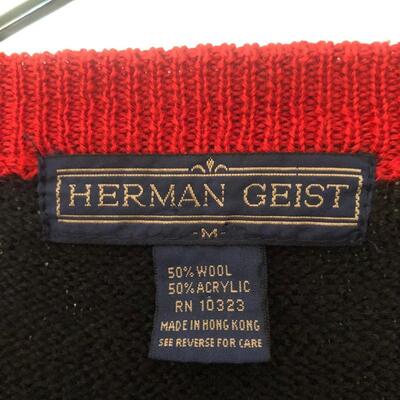 HERMAN GEIST
-M-
50% WOOL
50% ACRYLIC
RN 10323
MADE IN HONG KONG
SEE REVERSE FOR CARE